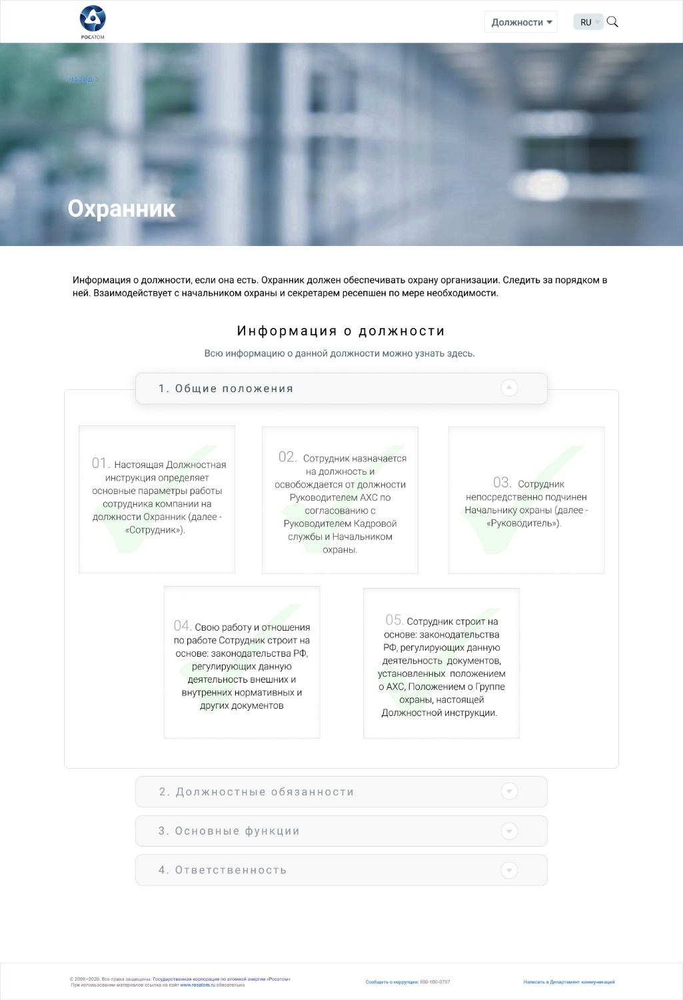 РОСАТОМ
Должности
RU
НАЗАД
Охранник
Информация о должности, если она есть. Охранник должен обеспечивать охрану организации. Следить за порядком в
ней. Взаимодействует с начальником охраны и секретарем ресепшен по мере необходимости.
Информация о должности
Всю информацию о данной должности можно узнать здесь.
1. Общие положения
01. Настоящая Должностная
инструкция определяет
основные параметры работы
сотрудника компании на
должности Охранник (далее -
«Сотрудник»).
02. Сотрудник назначается
на должность и
освобождается от должности
Руководителем АХС по
согласованию с
Руководителем Кадровой
службы и Начальником
охраны.
03. Сотрудник
непосредственно подчинен
Начальнику охраны (далее -
«Руководитель»).
04. Свою работу и отношения
по работе Сотрудник строит на
основе: законодательства РФ,
регулирующих данную
деятельность внешних и
внутренних нормативных и
других документов
05. Сотрудник строит на
основе: законодательства
РФ, регулирующих данную
деятельность документов,
установленных положением
о АХС, Положением о Группе
охраны, настоящей
Должностной инструкции.
2. Должностные обязанности
3. Основные функции
4. Ответственность
© 2008–2020. Все права защищены. Государственная корпорация по атомной энергии «Росатом»
При использовании материалов ссылка на сайт www.rosatom.ru обязательна
Сообщить о коррупции: 800-100-0707
Написать в Департамент коммуникаций